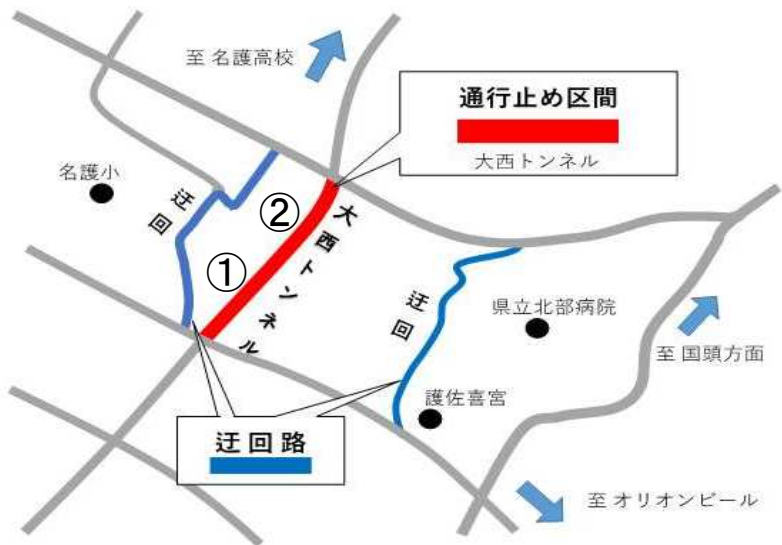 至 名護高校
通行止め区間
大西トンネル
名護小
迂回
②
①
大西トンネル
迂回
県立北部病院
至 国頭方面
護佐喜宮
迂回路
至 オリオンビール